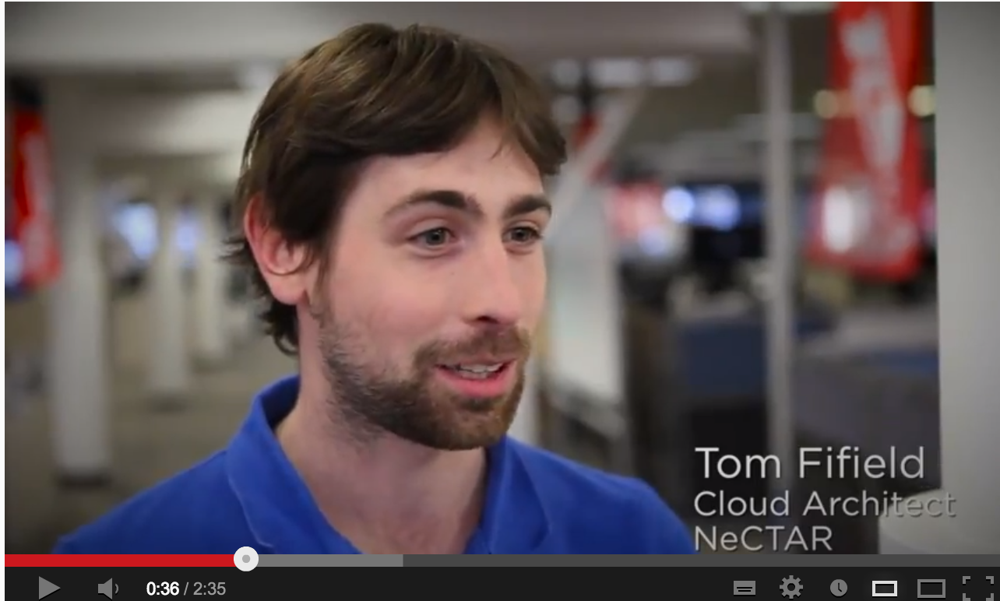 Tom Fifield
Cloud Architect
NeCTAR
0:36 / 2:35